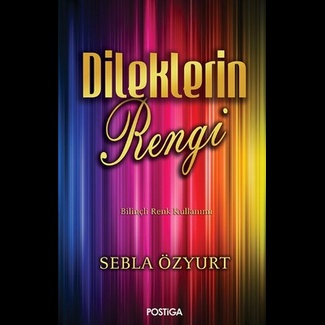 Dileklerin
Rengi
Bilinçli Renk Kullanımı
SEBLA ÖZYURT
POSTiGA